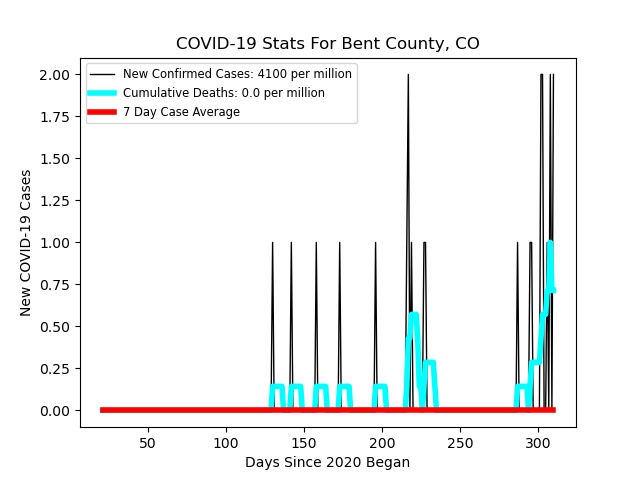 COVID-19 Stats For Bent County, CO
New Confirmed Cases: 4100 per million
Cumulative Deaths: 0.0 per million
7 Day Case Average
New COVID-19 Cases
2.00
1.75
1.50
1.25
1.00
0.75
0.50
0.25
0.00
50 100 150 200 250 300
Days Since 2020 Began